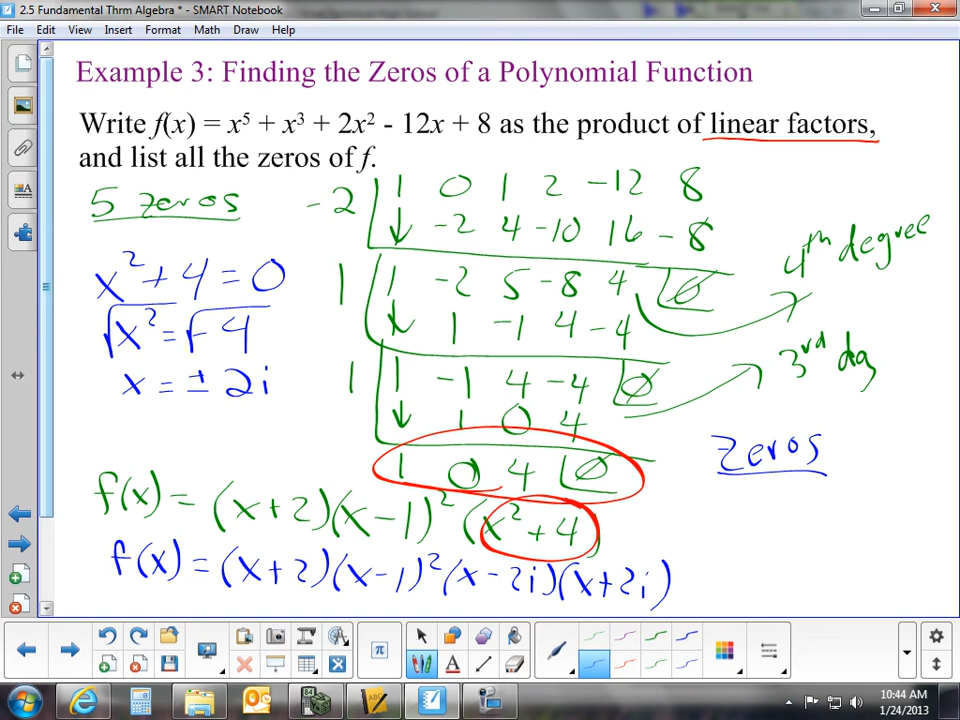 2.5 Fundamental Thrm Algebra * - SMART Notebook
File Edit View Insert Format Math Draw Help
Example 3: Finding the Zeros of a Polynomial Function
Write f(x) = x⁵ + x³ + 2x² - 12x + 8 as the product of linear factors,
and list all the zeros of f.
5 zeros
-2 | 1 0 1 2 -12 8
↓ -2 4 -10 16 -8
1 | 1 -2 5 -8 4 | 0
4th degree
↓ 1 -1 4 -4
1 | 1 -1 4 -4 | 0
3rd deg
↓ 1 0 4
1 0 4 | 0
x² + 4 = 0
√x² = √-4
x = ± 2i
Zeros
f(x) = (x+2)(x-1)²(x²+4)
f(x) = (x+2)(x-1)²(x-2i)(x+2i)
π
A
10:44 AM
1/24/2013